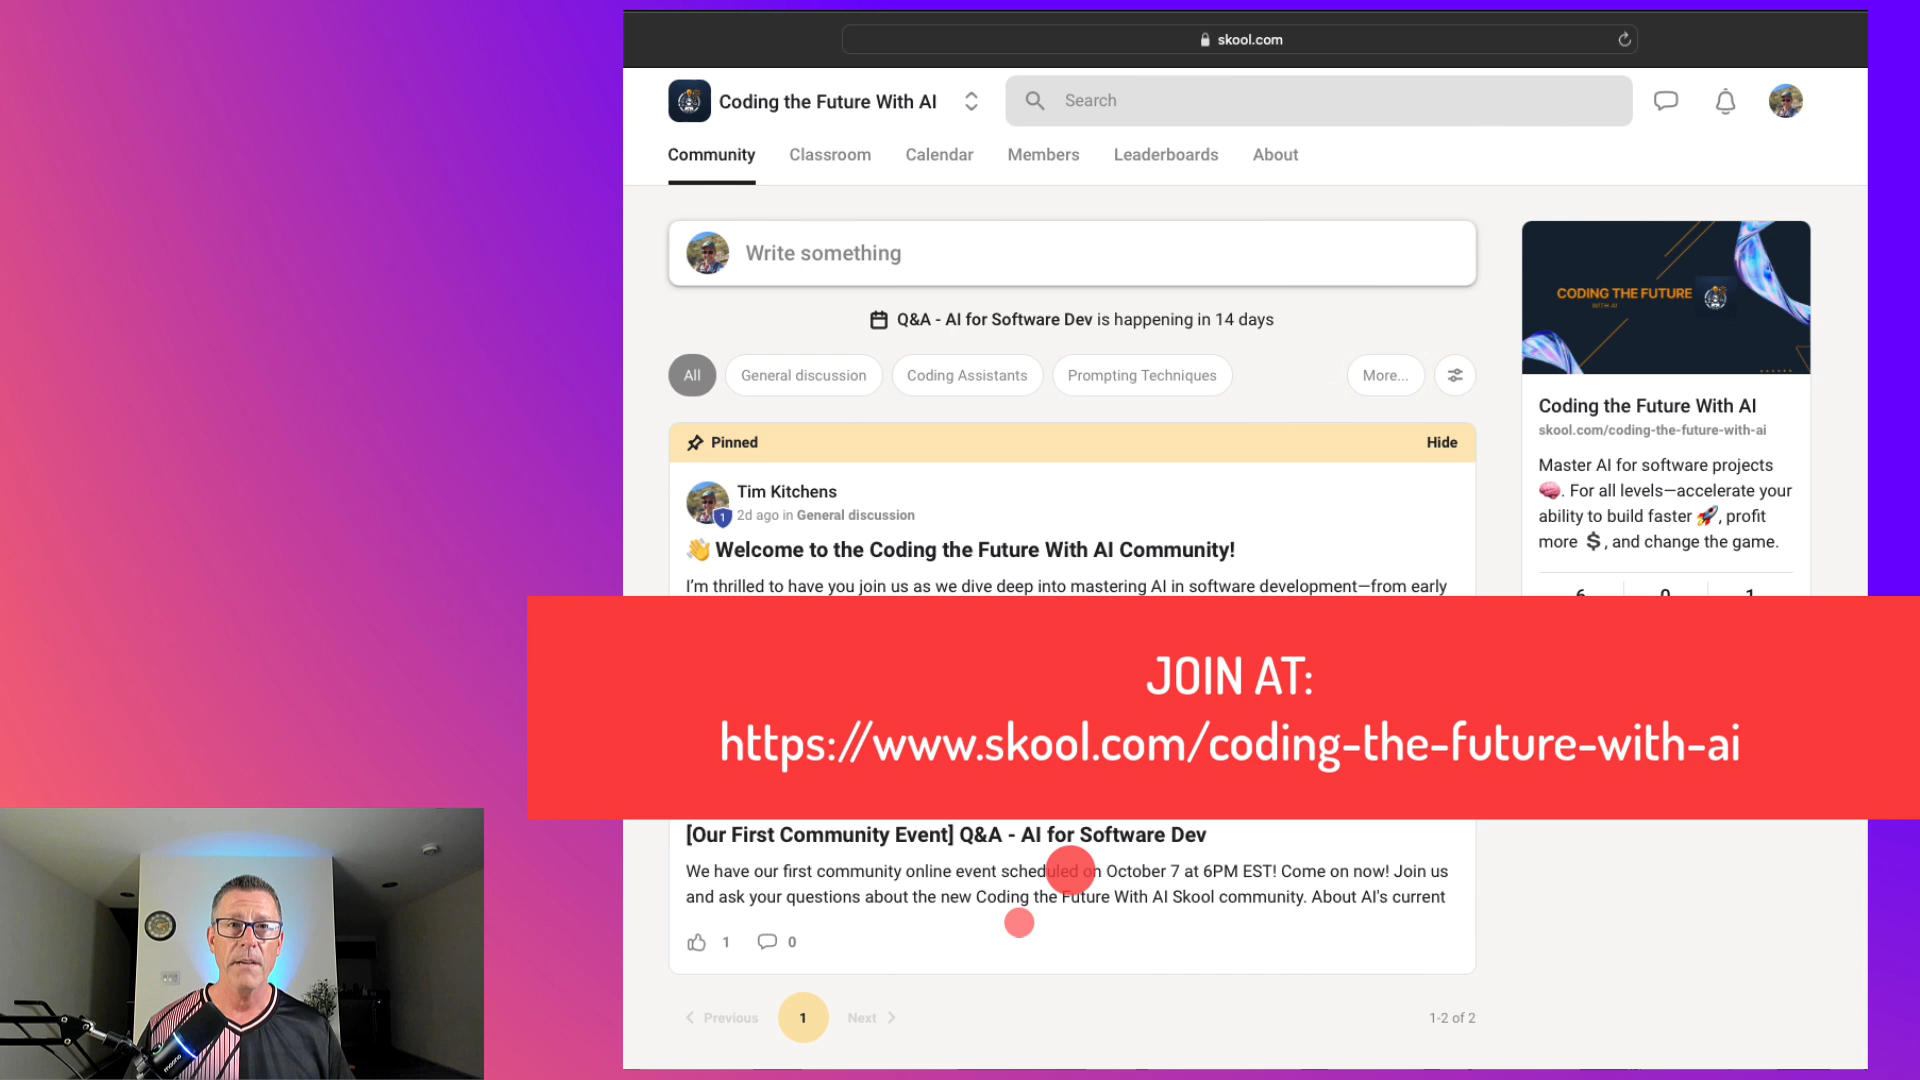 skool.com
Coding the Future With AI
Search
Community
Classroom
Calendar
Members
Leaderboards
About
Write something
Q&A - AI for Software Dev is happening in 14 days
All
General discussion
Coding Assistants
Prompting Techniques
More...
Pinned
Hide
Tim Kitchens
1
2d ago in General discussion
👋 Welcome to the Coding the Future With AI Community!
I'm thrilled to have you join us as we dive deep into mastering AI in software development—from early
CODING THE FUTURE
WITH AI
Coding the Future With AI
skool.com/coding-the-future-with-ai
Master AI for software projects
🧠. For all levels—accelerate your
ability to build faster 🚀, profit
more 💲, and change the game.
JOIN AT:
https://www.skool.com/coding-the-future-with-ai
[Our First Community Event] Q&A - AI for Software Dev
We have our first community online event scheduled on October 7 at 6PM EST! Come on now! Join us
and ask your questions about the new Coding the Future With AI Skool community. About AI's current
1
0
Previous
1
Next
1-2 of 2
moono